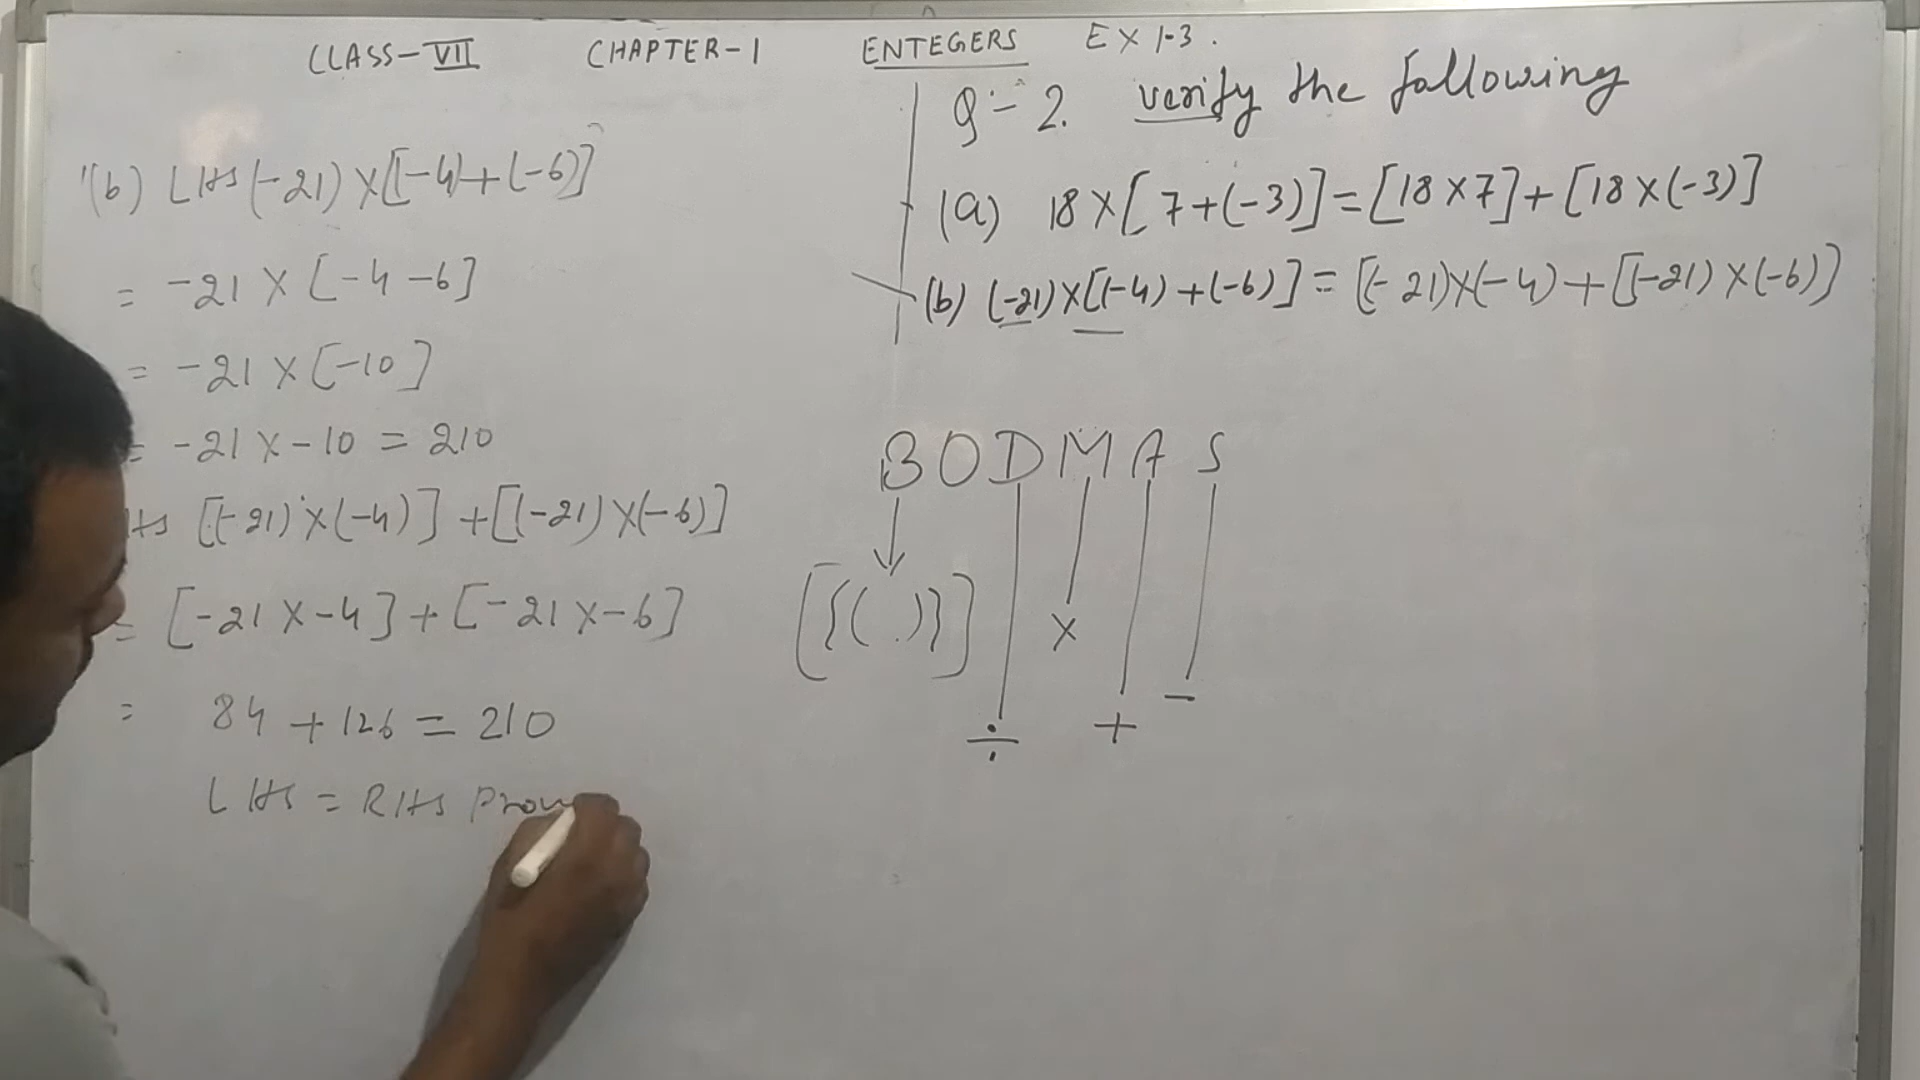 CLASS-VII CHAPTER-1 ENTEGERS EX 1.3.
Q:- 2. verify the following
(a) 18×[7+(-3)]=[18×7]+[18×(-3)]
(b) (-21)×[(-4)+(-6)]=[(-21)×(-4)+[(-21)×(-6)]
(b) LHS (-21)×[(-4)+(-6)]
= -21×[-4-6]
= -21×[-10]
= -21×-10=210
[(-21)×(-4)]+[(-21)×(-6)]
= [-21×-4]+[-21×-6]
= 84+126=210
LHS=RHS Prov
BODMAS
[{(.)}]
×
÷ + -